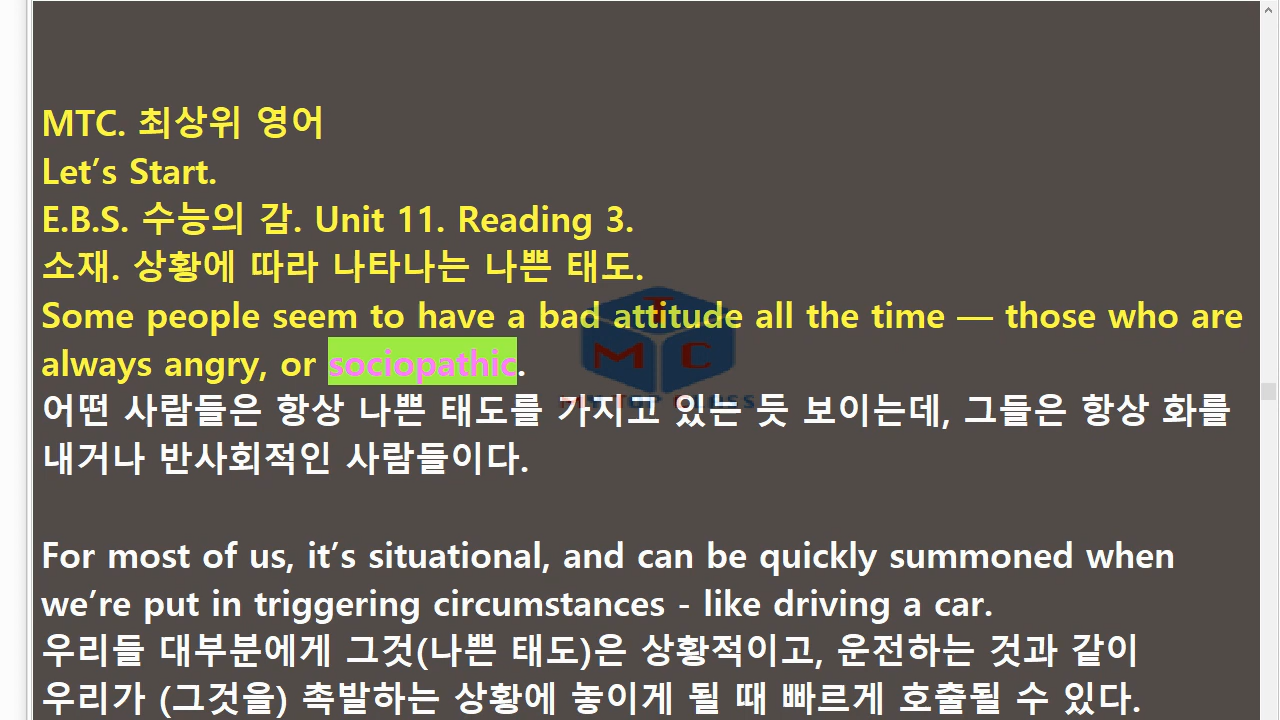 MTC. 최상위 영어
Let’s Start.
E.B.S. 수능의 감. Unit 11. Reading 3.
소재. 상황에 따라 나타나는 나쁜 태도.
Some people seem to have a bad attitude all the time — those who are
always angry, or sociopathic.
어떤 사람들은 항상 나쁜 태도를 가지고 있는 듯 보이는데, 그들은 항상 화를
내거나 반사회적인 사람들이다.
For most of us, it’s situational, and can be quickly summoned when
we’re put in triggering circumstances - like driving a car.
우리들 대부분에게 그것(나쁜 태도)은 상황적이고, 운전하는 것과 같이
우리가 (그것을) 촉발하는 상황에 놓이게 될 때 빠르게 호출될 수 있다.
T
M C